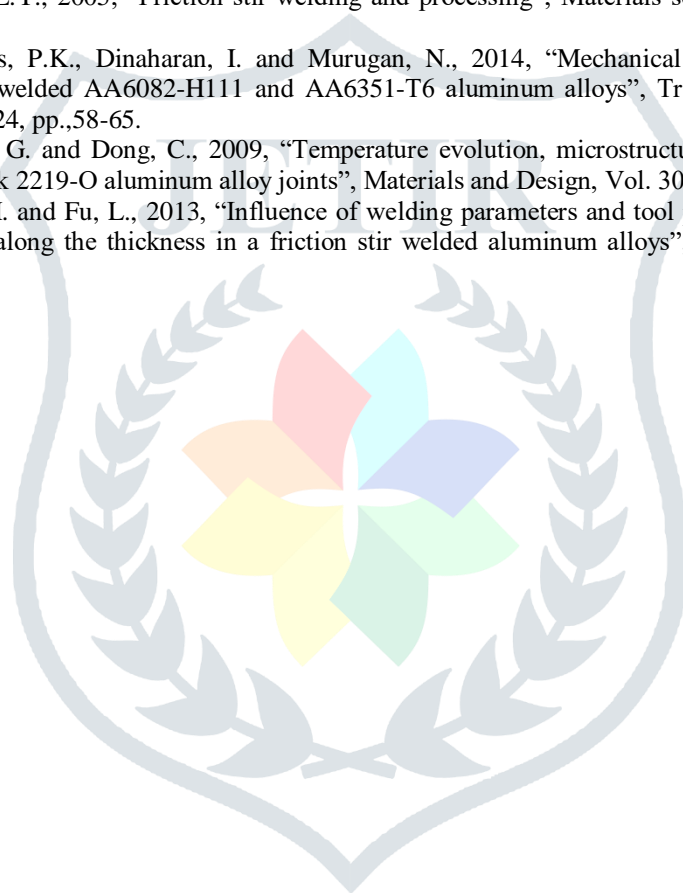 2005, “Friction stir welding and processing”, Materials
s, P.K., Dinaharan, I. and Murugan, N., 2014, “Mechanical
welded AA6082-H111 and AA6351-T6 aluminum alloys”, Tr
24, pp.,58-65.
G. and Dong, C., 2009, “Temperature evolution, microstructu
k 2219-O aluminum alloy joints”, Materials and Design, Vol. 30
and Fu, L., 2013, “Influence of welding parameters and tool
along the thickness in a friction stir welded aluminum alloys”
JETIR